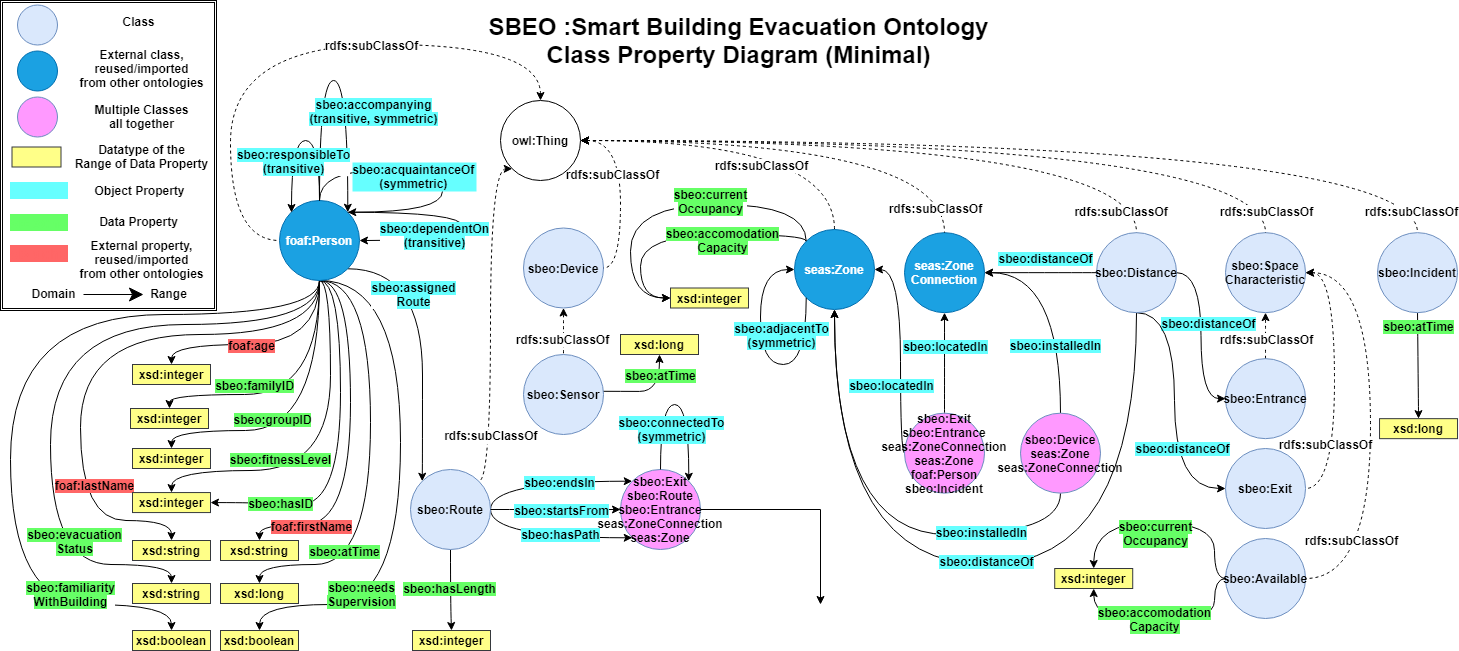 SBEO :Smart Building Evacuation Ontology
Class Property Diagram (Minimal)
Class
External class,
reused/imported
from other ontologies
Multiple Classes
all together
Datatype of the
Range of Data Property
Object Property
Data Property
External property,
reused/imported
from other ontologies
Domain
Range
rdfs:subClassOf
sbeo:accompanying
(transitive, symmetric)
sbeo:responsibleTo
(transitive)
sbeo:acquaintanceOf
(symmetric)
sbeo:dependentOn
(transitive)
foaf:Person
sbeo:assigned
Route
foaf:age
xsd:integer
sbeo:familyID
xsd:integer
sbeo:groupID
xsd:integer
sbeo:fitnessLevel
foaf:lastName
xsd:integer
sbeo:hasID
foaf:firstName
sbeo:evacuation
Status
xsd:string
xsd:string
sbeo:atTime
sbeo:familiarity
WithBuilding
xsd:string
xsd:long
sbeo:needs
Supervision
xsd:boolean
xsd:boolean
owl:Thing
rdfs:subClassOf
sbeo:Device
rdfs:subClassOf
sbeo:Sensor
xsd:long
sbeo:atTime
rdfs:subClassOf
sbeo:Route
sbeo:endsIn
sbeo:startsFrom
sbeo:hasPath
sbeo:hasLength
xsd:integer
sbeo:connectedTo
(symmetric)
sbeo:Exit
sbeo:Route
sbeo:Entrance
seas:ZoneConnection
seas:Zone
rdfs:subClassOf
sbeo:current
Occupancy
sbeo:accomodation
Capacity
xsd:integer
seas:Zone
sbeo:adjacentTo
(symmetric)
rdfs:subClassOf
seas:Zone
Connection
sbeo:distanceOf
sbeo:locatedIn
sbeo:installedIn
sbeo:locatedIn
sbeo:Exit
sbeo:Entrance
seas:ZoneConnection
seas:Zone
foaf:Person
sbeo:Incident
sbeo:Device
seas:Zone
seas:ZoneConnection
sbeo:installedIn
sbeo:distanceOf
rdfs:subClassOf
sbeo:Distance
sbeo:distanceOf
sbeo:distanceOf
rdfs:subClassOf
sbeo:Space
Characteristic
rdfs:subClassOf
sbeo:Entrance
rdfs:subClassOf
sbeo:Exit
rdfs:subClassOf
sbeo:current
Occupancy
xsd:integer
sbeo:Available
sbeo:accomodation
Capacity
rdfs:subClassOf
sbeo:Incident
sbeo:atTime
xsd:long